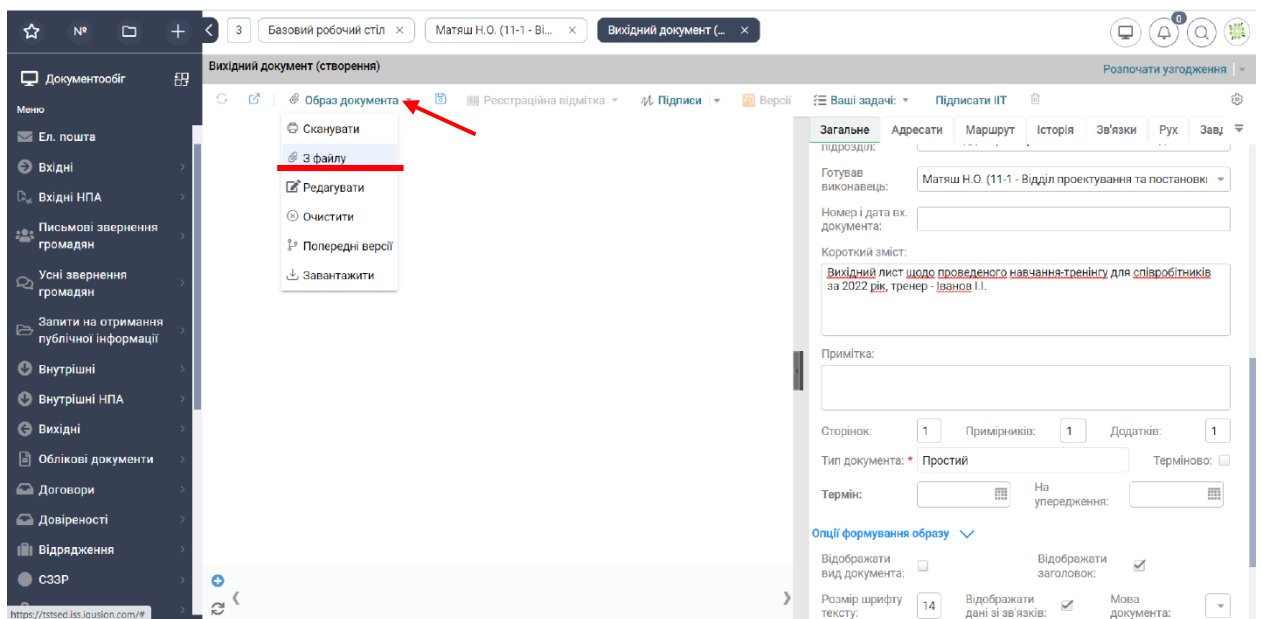 Nº
3
Базовий робочий стіл ×
Матяш Н.О. (11-1 - Ві... ×
Вихідний документ (... ×
0
Документообіг
Меню
Ел. пошта
Вхідні
Вхідні НПА
Письмові звернення
громадян
Усні звернення
громадян
Запити на отримання
публічної інформації
Внутрішні
Внутрішні НПА
Вихідні
Облікові документи
Договори
Довіреності
Відрядження
СЗЗР
https://tstsed.iss.iqusion.com/#
Вихідний документ (створення)
Розпочати узгодження
Образ документа
Реєстраційна відмітка
Підписи
Версії
Ваші задачі:
Підписати ІІТ
Сканувати
З файлу
Редагувати
Очистити
Попередні версії
Завантажити
Загальне Адресати Маршрут Історія Зв'язки Рух Завд
підрозділ:
Готував
виконавець:
Матяш Н.О. (11-1 - Відділ проектування та постановкі
Номер і дата вх.
документа:
Короткий зміст:
Вихідний лист щодо проведеного навчання-тренінгу для співробітників
за 2022 рік, тренер - Іванов І.І.
Примітка:
Сторінок: 1 Примірників: 1 Додатків: 1
Тип документа: * Простий Терміново:
Термін:
На
упередження:
Опції формування образу
Відображати
вид документа:
Відображати
заголовок:
Розмір шрифту
тексту:
14
Відображати
дані зі зв'язків:
Мова
документа: